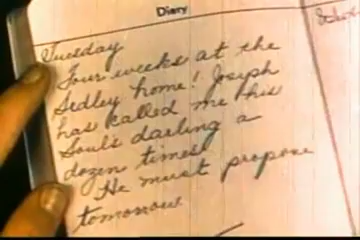 Diary
Tuesday
Four weeks at the
Sedley home! Joseph
has called me his
Soul's darling a
dozen times
He must propose
tomorrow